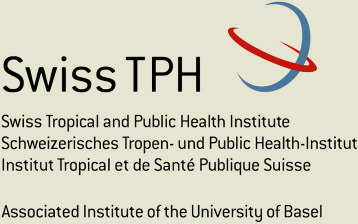 Swiss TPH
Swiss Tropical and Public Health Institute
Schweizerisches Tropen- und Public Health-Institut
Institut Tropical et de Santé Publique Suisse
Associated Institute of the University of Basel